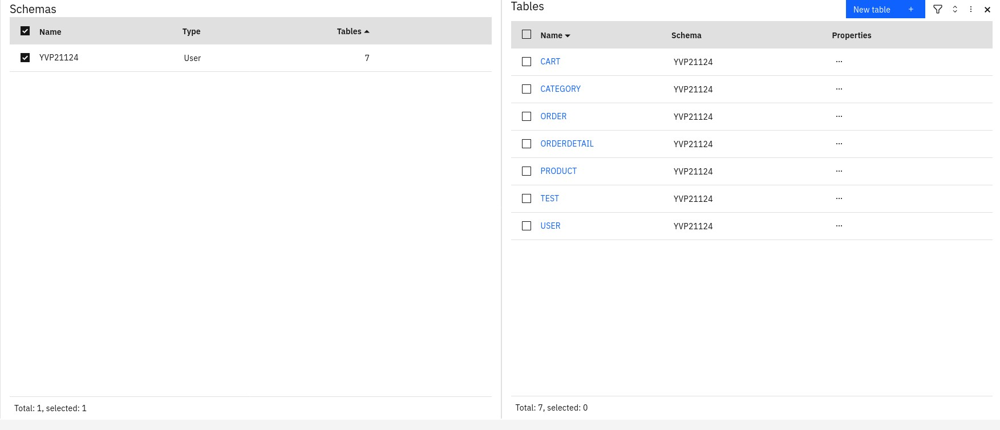 Schemas
Name Type Tables
YVP21124 User 7
Total: 1, selected: 1
Tables
New table +
Name Schema Properties
CART YVP21124 ...
CATEGORY YVP21124 ...
ORDER YVP21124 ...
ORDERDETAIL YVP21124 ...
PRODUCT YVP21124 ...
TEST YVP21124 ...
USER YVP21124 ...
Total: 7, selected: 0